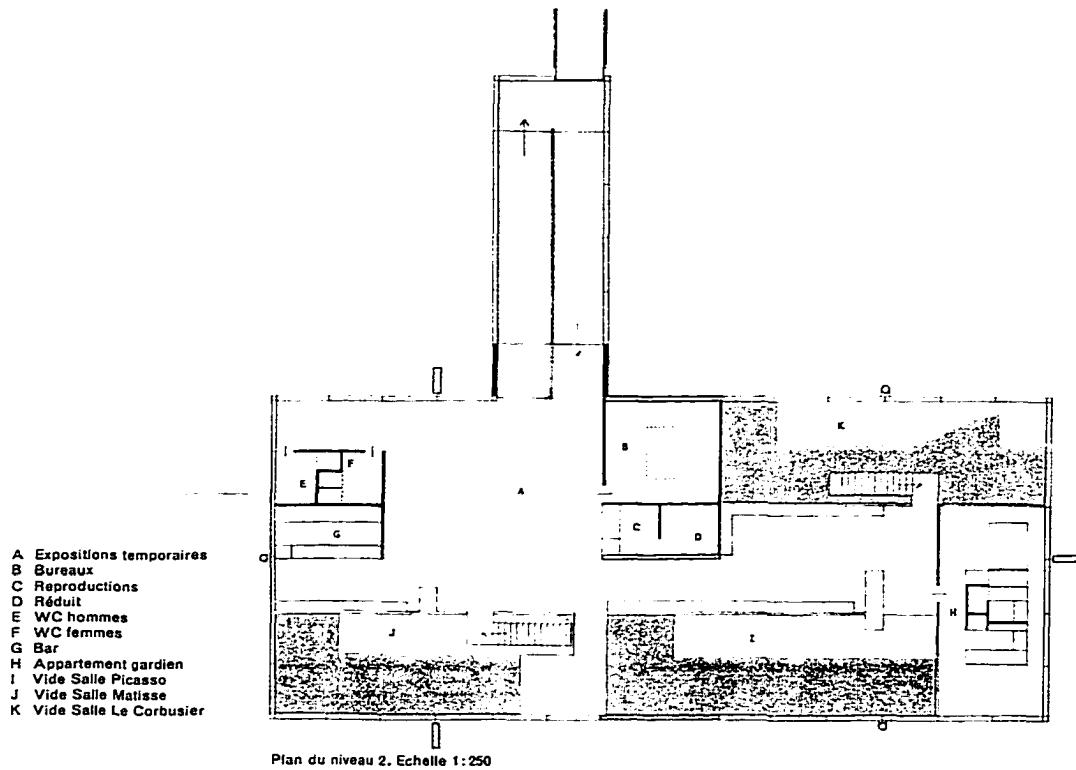 K
B
F
E
A
G
C
D
H
J
I
A Expositions temporaires
B Bureaux
C Reproductions
D Réduit
E WC hommes
F WC femmes
G Bar
H Appartement gardien
I Vide Salle Picasso
J Vide Salle Matisse
K Vide Salle Le Corbusier
Plan du niveau 2. Echelle 1:250